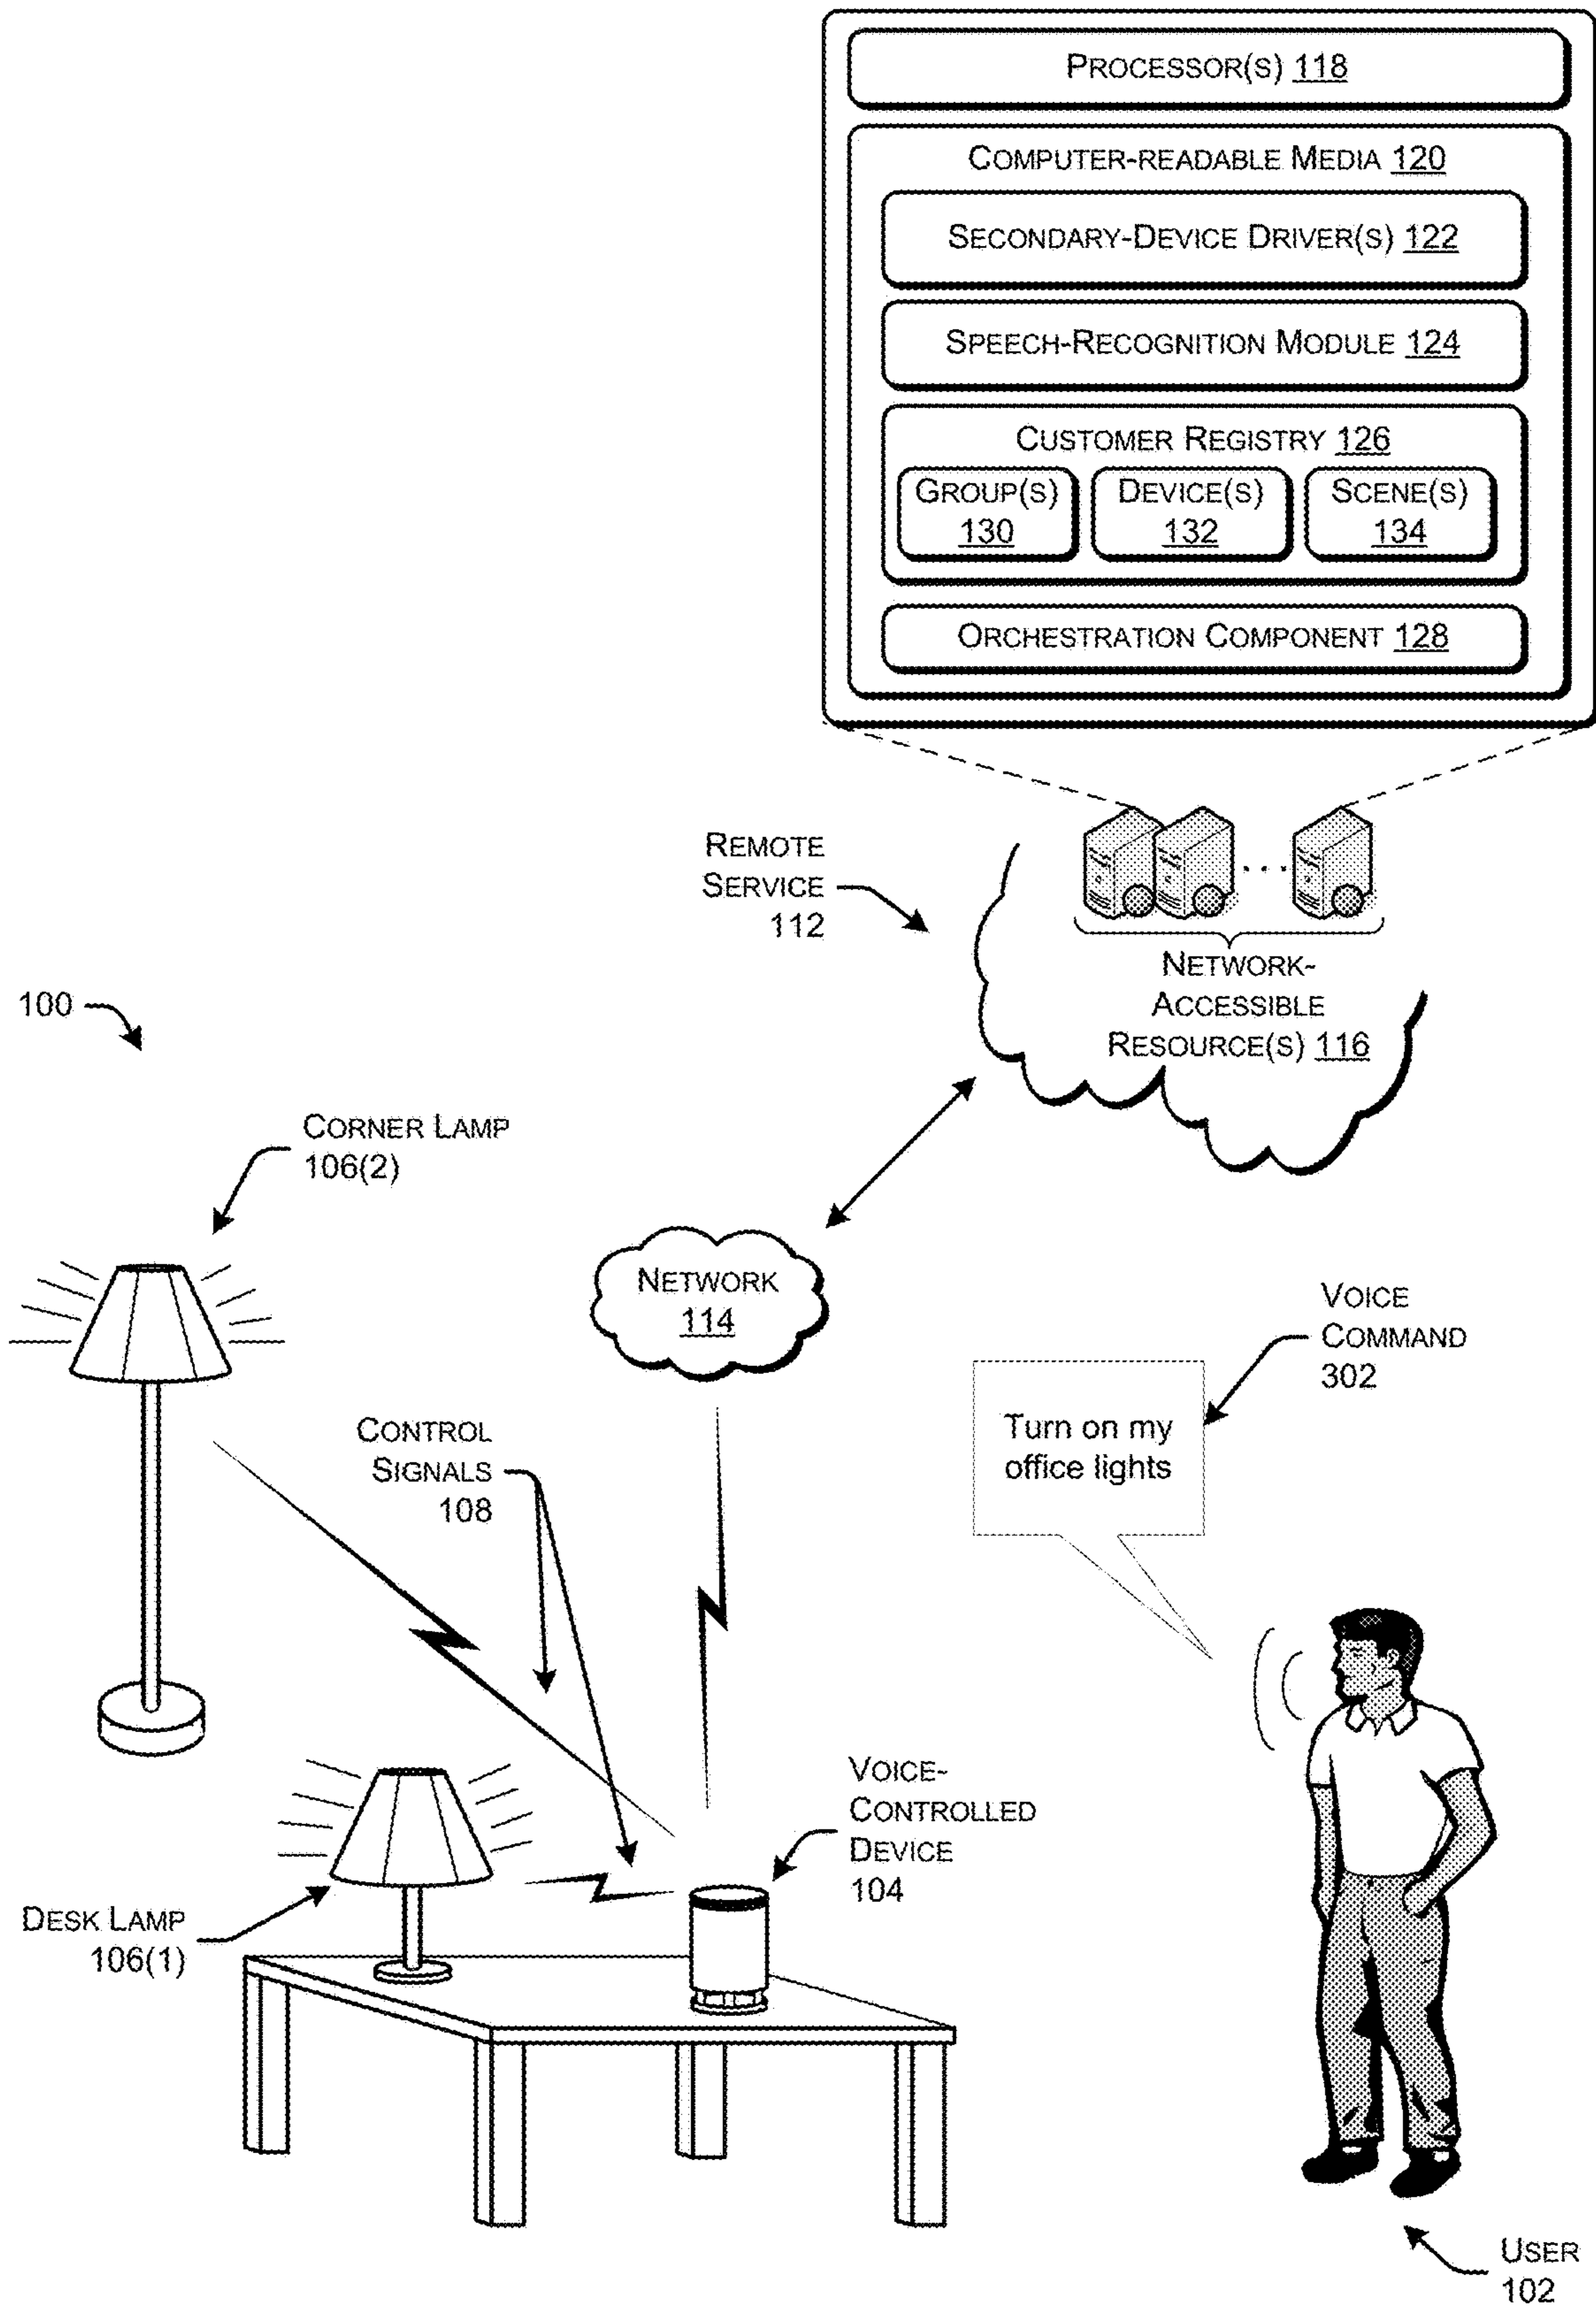 PROCESSOR(S) 118
COMPUTER-READABLE MEDIA 120
SECONDARY-DEVICE DRIVER(S) 122
SPEECH-RECOGNITION MODULE 124
CUSTOMER REGISTRY 126
GROUP(S)
130
DEVICE(S)
132
SCENE(S)
134
ORCHESTRATION COMPONENT 128
REMOTE
SERVICE
112
NETWORK-
ACCESSIBLE
RESOURCE(S) 116
100
CORNER LAMP
106(2)
NETWORK
114
VOICE
COMMAND
302
CONTROL
SIGNALS
108
Turn on my
office lights
VOICE-
CONTROLLED
DEVICE
104
DESK LAMP
106(1)
USER
102